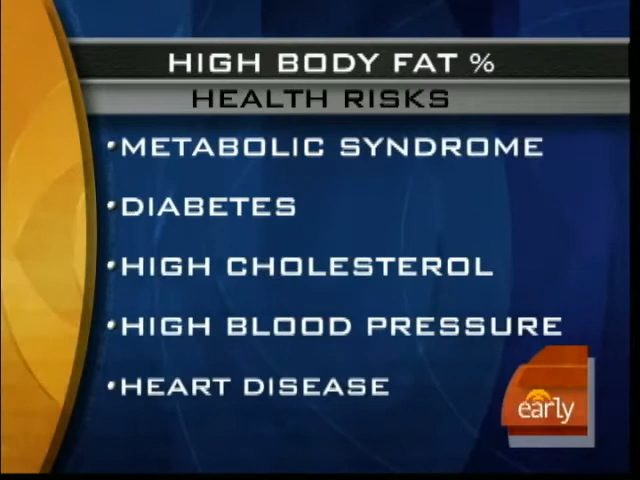 HIGH BODY FAT %
HEALTH RISKS
•METABOLIC SYNDROME
•DIABETES
•HIGH CHOLESTEROL
•HIGH BLOOD PRESSURE
•HEART DISEASE
early